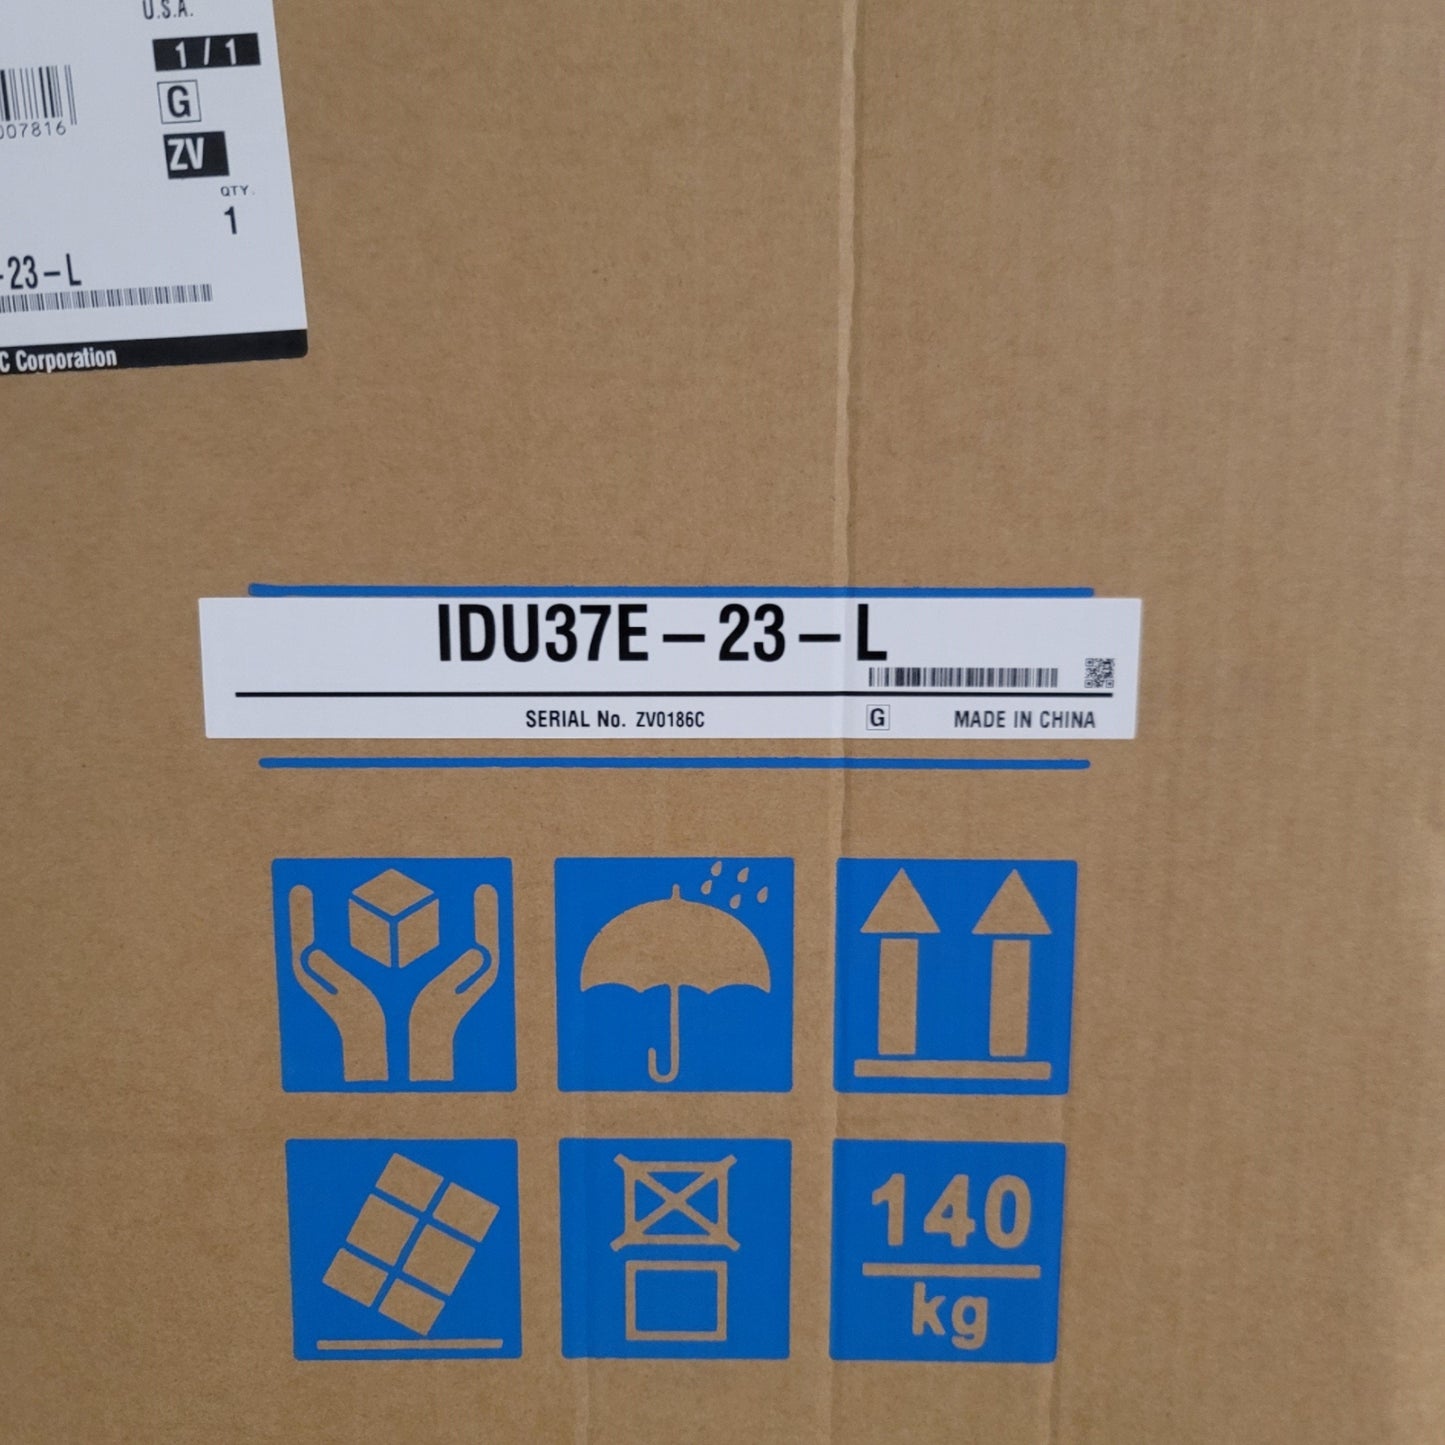 U.S.A.
1/1
G
007816
ZV
QTY.
1
-23-L
C Corporation
IDU37E-23-L
SERIAL No. ZV0186C G MADE IN CHINA
140
kg